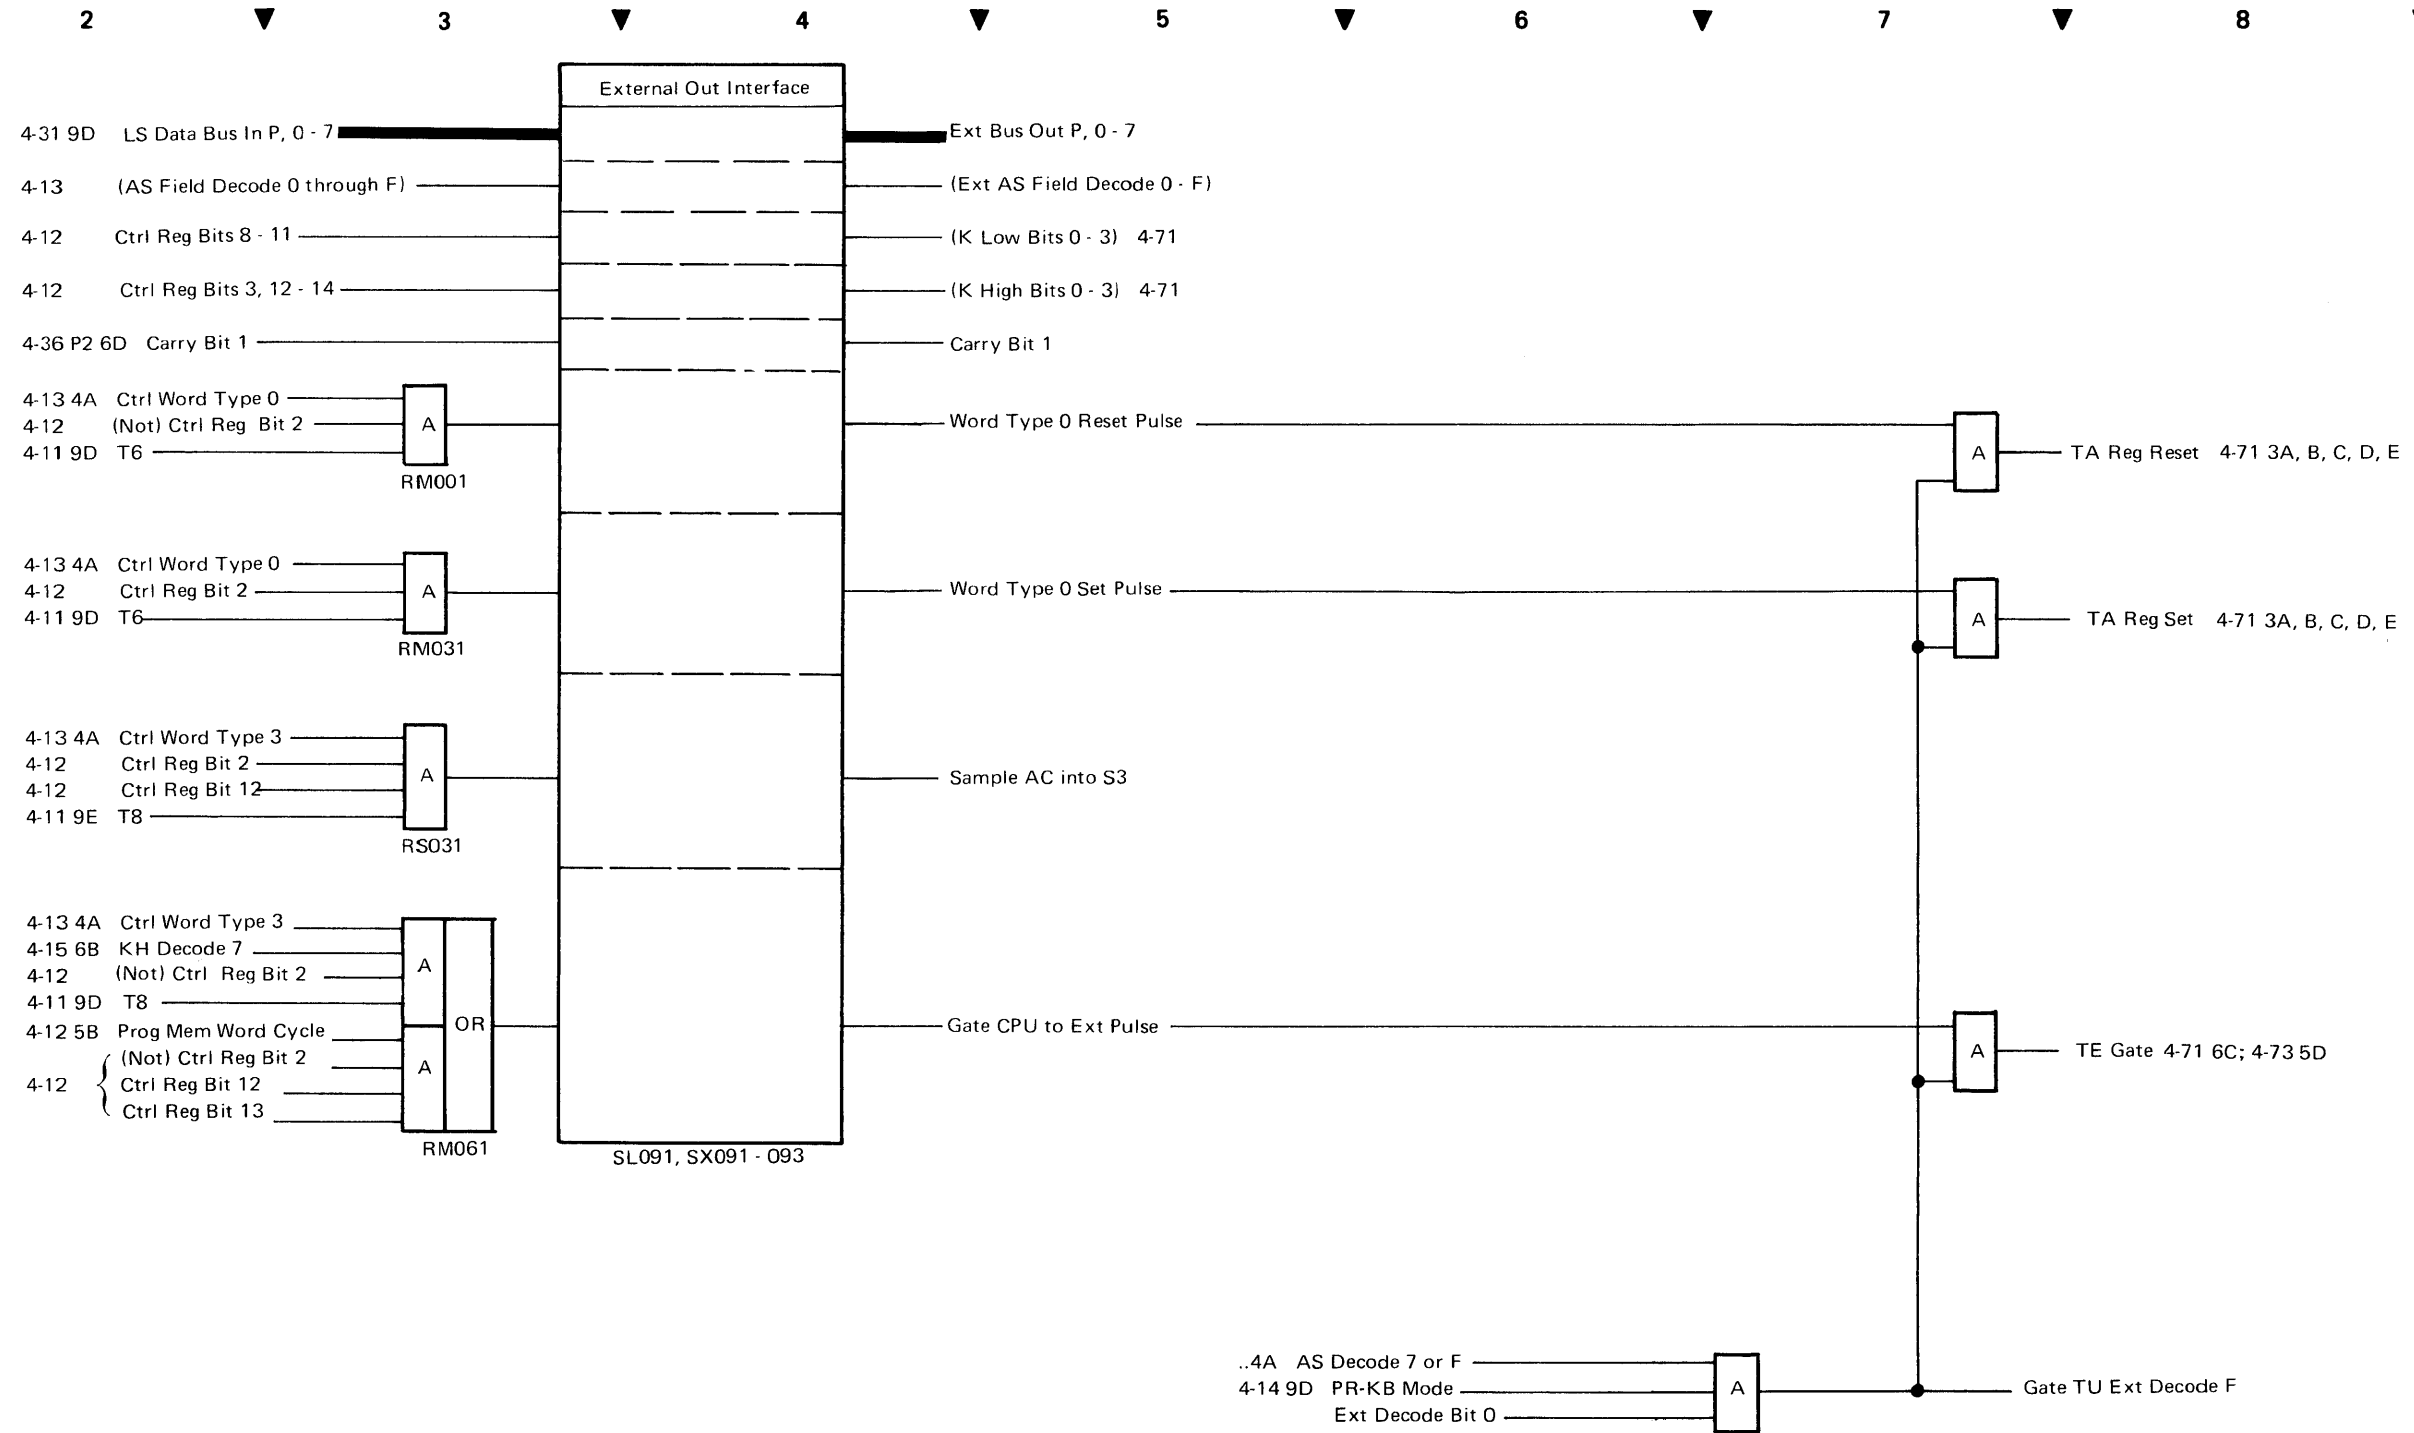 2 3 4 5 6 7 8
External Out Interface
4-31 9D LS Data Bus In P, 0 - 7
Ext Bus Out P, 0 - 7
4-13 (AS Field Decode 0 through F)
(Ext AS Field Decode 0 - F)
4-12 Ctrl Reg Bits 8 - 11
(K Low Bits 0 - 3) 4-71
4-12 Ctrl Reg Bits 3, 12 - 14
(K High Bits 0 - 3) 4-71
4-36 P2 6D Carry Bit 1
Carry Bit 1
4-13 4A Ctrl Word Type 0
4-12 (Not) Ctrl Reg Bit 2
4-11 9D T6
A
RM001
Word Type 0 Reset Pulse
A
TA Reg Reset 4-71 3A, B, C, D, E
4-13 4A Ctrl Word Type 0
4-12 Ctrl Reg Bit 2
4-11 9D T6
A
RM031
Word Type 0 Set Pulse
A
TA Reg Set 4-71 3A, B, C, D, E
4-13 4A Ctrl Word Type 3
4-12 Ctrl Reg Bit 2
4-12 Ctrl Reg Bit 12
4-11 9E T8
A
RS031
Sample AC into S3
4-13 4A Ctrl Word Type 3
4-15 6B KH Decode 7
4-12 (Not) Ctrl Reg Bit 2
4-11 9D T8
A
4-12 5B Prog Mem Word Cycle
(Not) Ctrl Reg Bit 2
4-12 Ctrl Reg Bit 12
Ctrl Reg Bit 13
A
OR
RM061
Gate CPU to Ext Pulse
A
TE Gate 4-71 6C; 4-73 5D
SL091, SX091 - 093
..4A AS Decode 7 or F
4-14 9D PR-KB Mode
Ext Decode Bit 0
A
Gate TU Ext Decode F